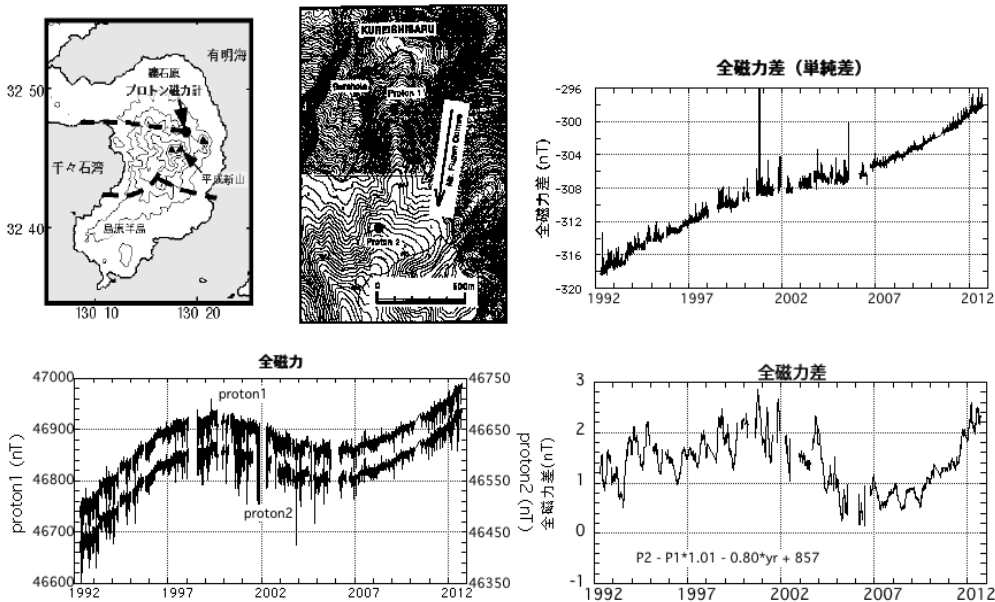 有明海
礁石原
プロトン磁力計
32 50
千々石湾
平成新山
島原半島
32 40
130 10
130 20
KUREISHIBARU
Proton 1
Mt. Fugen Dome
Proton 2
0
500m
全磁力差（単純差）
全磁力差 (nT)
-296
-300
-304
-308
-312
-316
-320
1992
1997
2002
2007
2012
全磁力
proton1 (nT)
47000
46900
46800
46700
46600
proton1
proton2
46750
46650
46550
46450
46350
proton2 (nT)
1992
1997
2002
2007
2012
全磁力差
全磁力差(nT)
3
2
1
0
-1
P2 - P1*1.01 - 0.80*yr + 857
1992
1997
2002
2007
2012